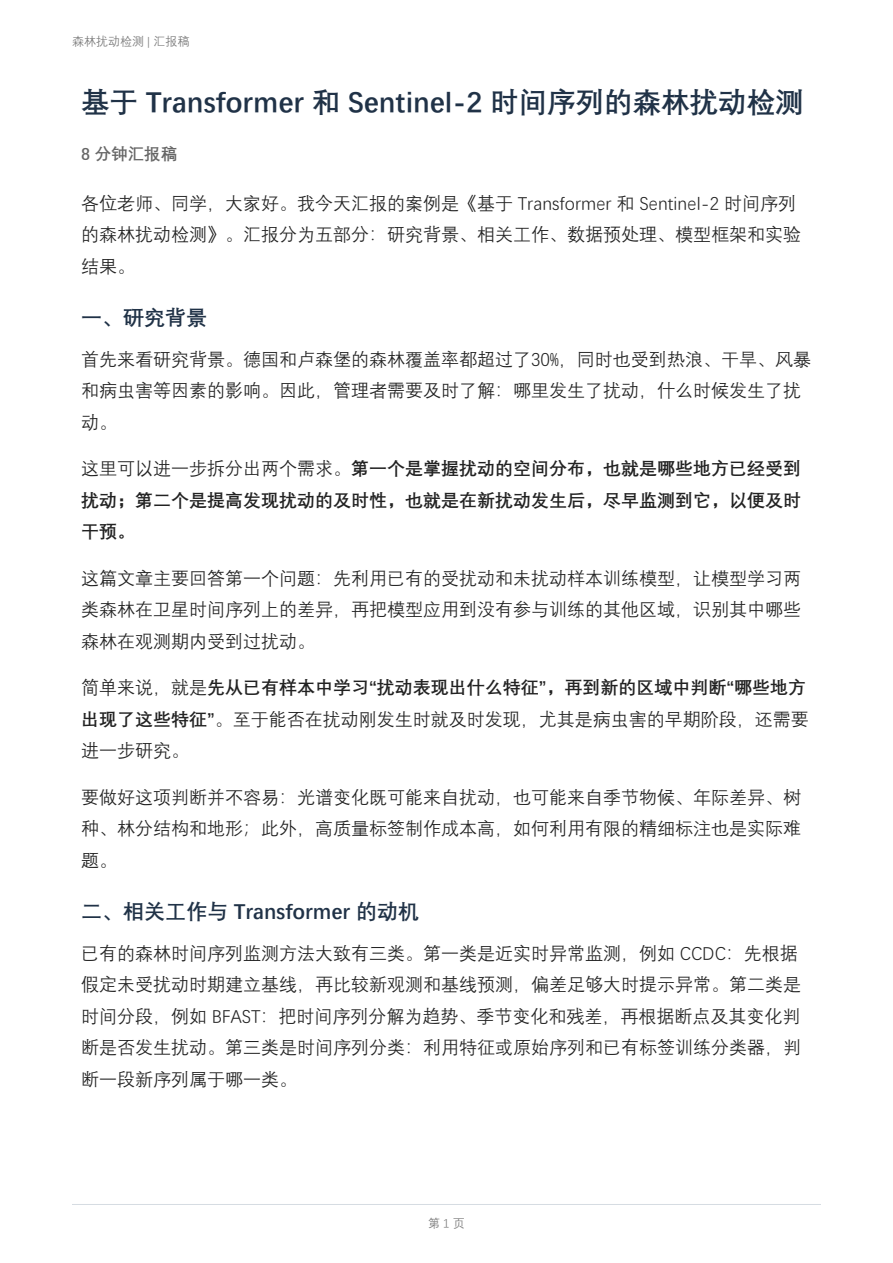 森林扰动检测 | 汇报稿
基于 Transformer 和 Sentinel-2 时间序列的森林扰动检测
8 分钟汇报稿
各位老师、同学，大家好。我今天汇报的案例是《基于 Transformer 和 Sentinel-2 时间序列
的森林扰动检测》。汇报分为五部分：研究背景、相关工作、数据预处理、模型框架和实验
结果。
一、研究背景
首先来看研究背景。德国和卢森堡的森林覆盖率都超过了30%，同时也受到热浪、干旱、风暴
和病虫害等因素的影响。因此，管理者需要及时了解：哪里发生了扰动，什么时候发生了扰
动。
这里可以进一步拆分出两个需求。第一个是掌握扰动的空间分布，也就是哪些地方已经受到
扰动；第二个是提高发现扰动的及时性，也就是在新扰动发生后，尽早监测到它，以便及时
干预。
这篇文章主要回答第一个问题：先利用已有的受扰动和未扰动样本训练模型，让模型学习两
类森林在卫星时间序列上的差异，再把模型应用到没有参与训练的其他区域，识别其中哪些
森林在观测期内受到过扰动。
简单来说，就是先从已有样本中学习“扰动表现出什么特征”，再到新的区域中判断“哪些地方
出现了这些特征”。至于能否在扰动刚发生时就及时发现，尤其是病虫害的早期阶段，还需要
进一步研究。
要做好这项判断并不容易：光谱变化既可能来自扰动，也可能来自季节物候、年际差异、树
种、林分结构和地形；此外，高质量标签制作成本高，如何利用有限的精细标注也是实际难
题。
二、相关工作与 Transformer 的动机
已有的森林时间序列监测方法大致有三类。第一类是近实时异常监测，例如 CCDC：先根据
假定未受扰动时期建立基线，再比较新观测和基线预测，偏差足够大时提示异常。第二类是
时间分段，例如 BFAST：把时间序列分解为趋势、季节变化和残差，再根据断点及其变化判
断是否发生扰动。第三类是时间序列分类：利用特征或原始序列和已有标签训练分类器，判
断一段新序列属于哪一类。
第 1 页